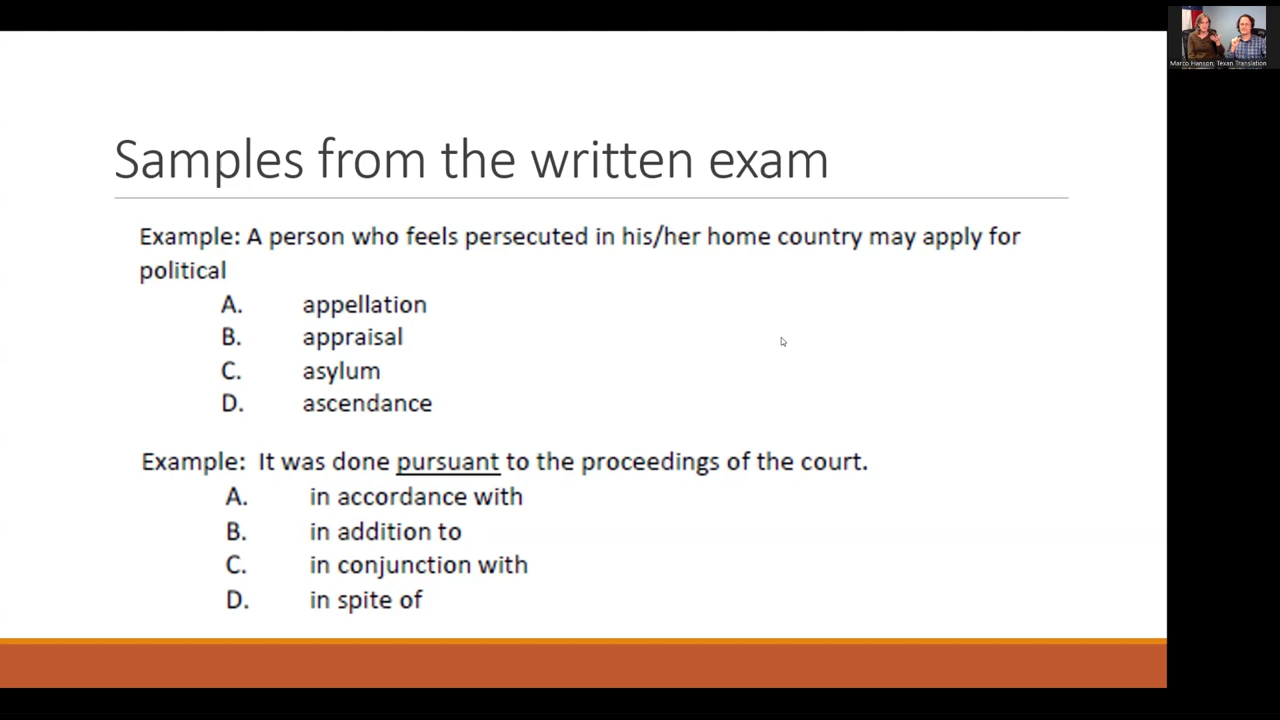 Samples from the written exam
Example: A person who feels persecuted in his/her home country may apply for
political
A. appellation
B. appraisal
C. asylum
D. ascendance
Example: It was done pursuant to the proceedings of the court.
A. in accordance with
B. in addition to
C. in conjunction with
D. in spite of
Marco Hanson, Texan Translation